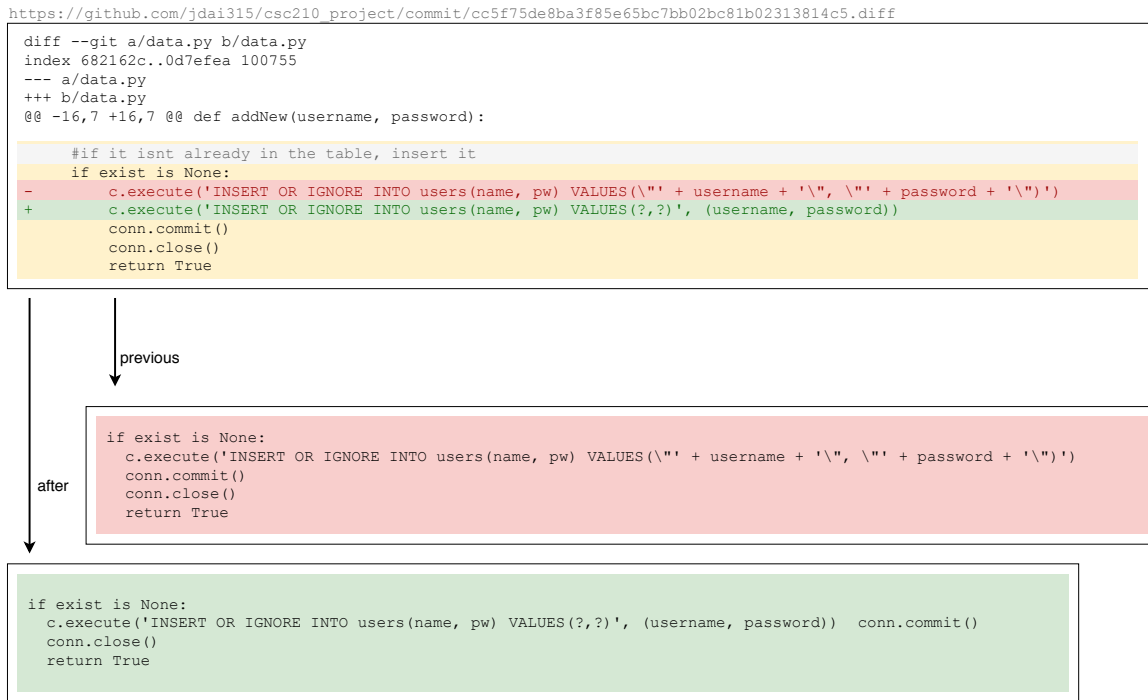 https://github.com/jdai315/csc210_project/commit/cc5f75de8ba3f85e65bc7bb02bc81b02313814c5.diff
diff --git a/data.py b/data.py
index 682162c..0d7efea 100755
--- a/data.py
+++ b/data.py
@@ -16,7 +16,7 @@ def addNew(username, password):
#if it isnt already in the table, insert it
if exist is None:
- c.execute('INSERT OR IGNORE INTO users(name, pw) VALUES(\"' + username + '\", \"' + password + '\")')
+ c.execute('INSERT OR IGNORE INTO users(name, pw) VALUES(?,?)', (username, password))
conn.commit()
conn.close()
return True
previous
if exist is None:
c.execute('INSERT OR IGNORE INTO users(name, pw) VALUES(\"' + username + '\", \"' + password + '\")')
conn.commit()
conn.close()
return True
after
if exist is None:
c.execute('INSERT OR IGNORE INTO users(name, pw) VALUES(?,?)', (username, password))  conn.commit()
conn.close()
return True